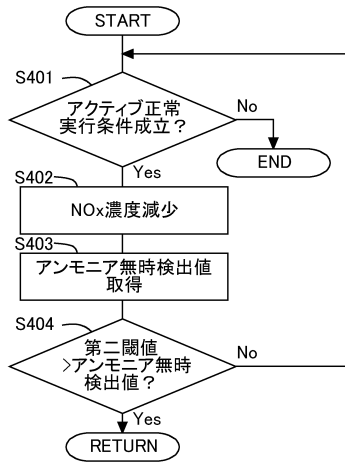 START
S401
アクティブ正常
実行条件成立？
No
END
Yes
S402
NOx濃度減少
S403
アンモニア無時検出値
取得
S404
第二閾値
>アンモニア無時
検出値？
No
Yes
RETURN